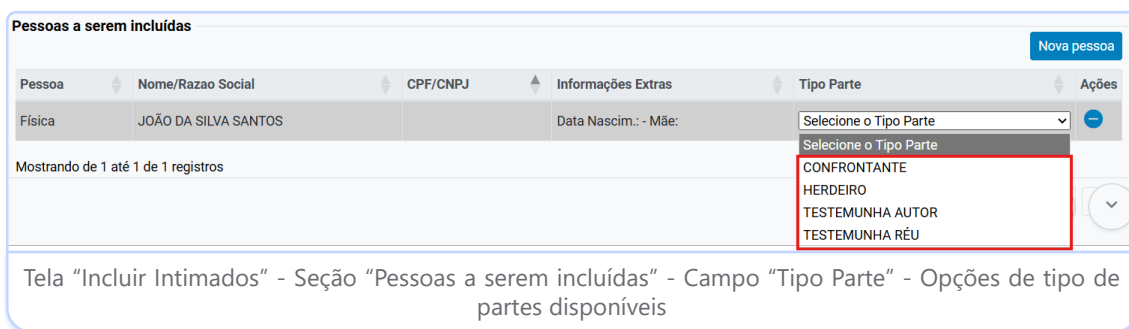 Pessoas a serem incluídas
Nova pessoa
Pessoa Nome/Razao Social CPF/CNPJ Informações Extras Tipo Parte Ações
Física JOÃO DA SILVA SANTOS Data Nascim.: - Mãe: Selecione o Tipo Parte
Selecione o Tipo Parte
Mostrando de 1 até 1 de 1 registros
CONFRONTANTE
HERDEIRO
TESTEMUNHA AUTOR
TESTEMUNHA RÉU
Tela “Incluir Intimados” - Seção “Pessoas a serem incluídas” - Campo “Tipo Parte” - Opções de tipo de
partes disponíveis